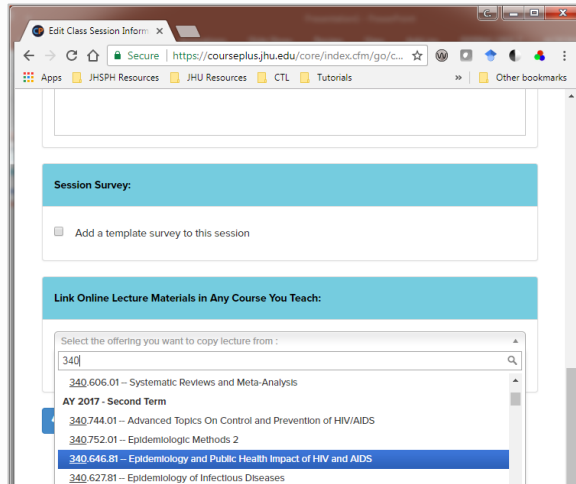 Edit Class Session Inform
Secure | https://courseplus.jhu.edu/core/index.cfm/go/c...
Apps JHSPH Resources JHU Resources CTL Tutorials » Other bookmarks
Session Survey:
Add a template survey to this session
Link Online Lecture Materials in Any Course You Teach:
Select the offering you want to copy lecture from :
340
340.606.01 – Systematic Reviews and Meta-Analysis
AY 2017 - Second Term
340.744.01 – Advanced Topics On Control and Prevention of HIV/AIDS
340.752.01 – Epidemiologic Methods 2
340.646.81 – Epidemiology and Public Health Impact of HIV and AIDS
340.627.81 – Epidemiology of Infectious Diseases